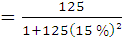 = 125 / 1+125(15 %)²